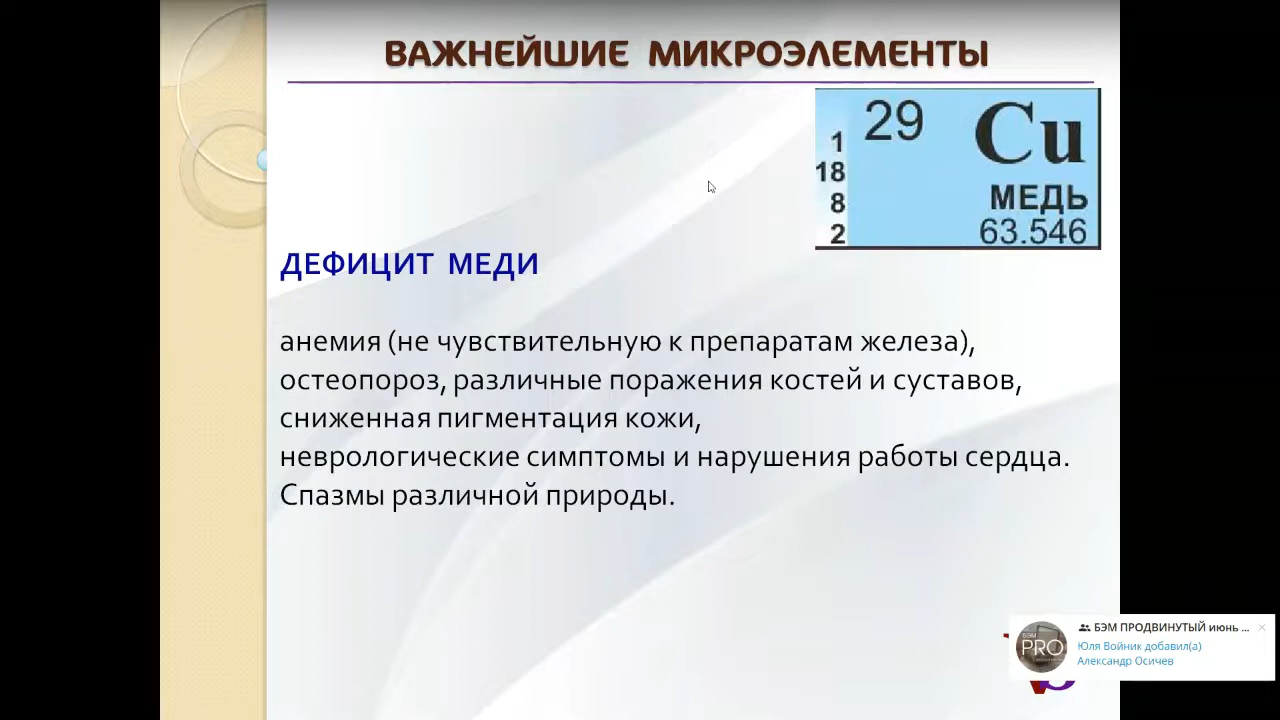 ВАЖНЕЙШИЕ МИКРОЭЛЕМЕНТЫ
29 Cu
1
18
8
2
МЕДЬ
63.546
ДЕФИЦИТ МЕДИ
анемия (не чувствительную к препаратам железа),
остеопороз, различные поражения костей и суставов,
сниженная пигментация кожи,
неврологические симптомы и нарушения работы сердца.
Спазмы различной природы.
БЭМ ПРОДВИНУТЫЙ июнь ...
Юля Войник добавил(а)
Александр Осичев
БЭМ
PRO